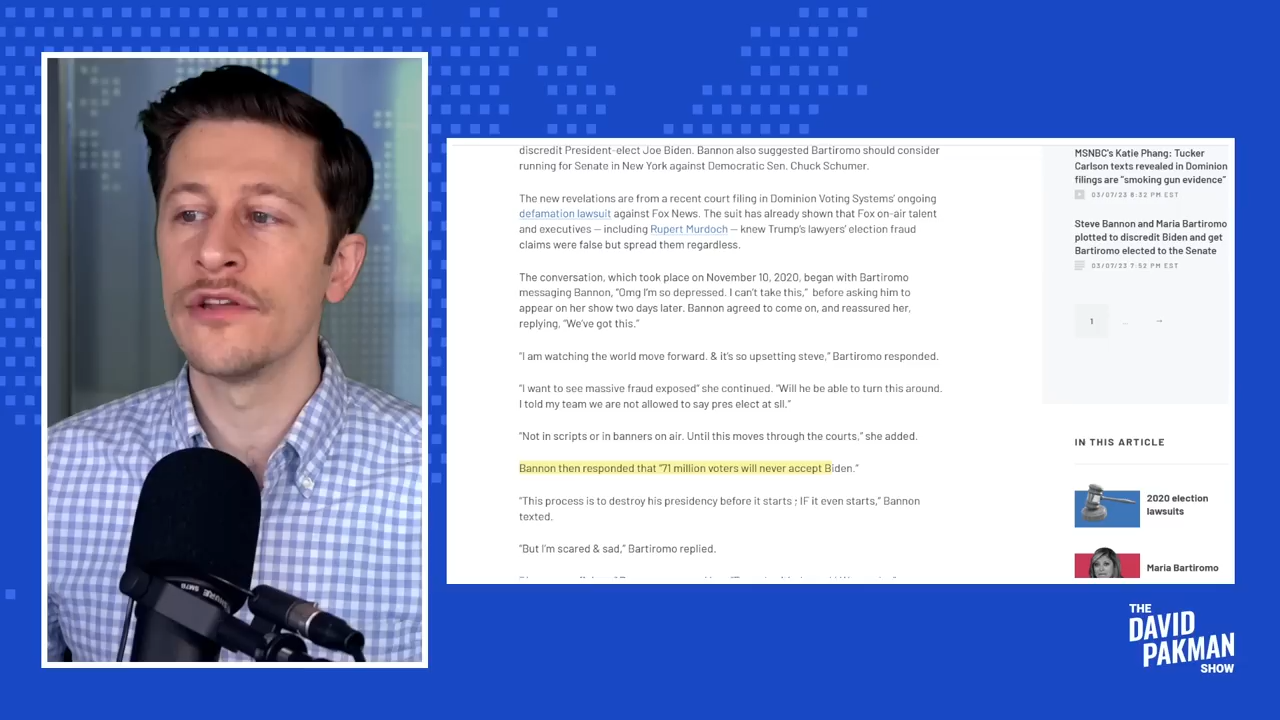 discredit President-elect Joe Biden. Bannon also suggested Bartiromo should consider
running for Senate in New York against Democratic Sen. Chuck Schumer.
The new revelations are from a recent court filing in Dominion Voting Systems’ ongoing
defamation lawsuit against Fox News. The suit has already shown that Fox on-air talent
and executives — including Rupert Murdoch — knew Trump’s lawyers’ election fraud
claims were false but spread them regardless.
The conversation, which took place on November 10, 2020, began with Bartiromo
messaging Bannon, “Omg I’m so depressed. I can’t take this,” before asking him to
appear on her show two days later. Bannon agreed to come on, and reassured her,
replying, “We’ve got this.”
“I am watching the world move forward. & it’s so upsetting steve,” Bartiromo responded.
“I want to see massive fraud exposed” she continued. “Will he be able to turn this around.
I told my team we are not allowed to say pres elect at sll.”
“Not in scripts or in banners on air. Until this moves through the courts,” she added.
Bannon then responded that “71 million voters will never accept Biden.”
“This process is to destroy his presidency before it starts ; IF it even starts,” Bannon
texted.
“But I’m scared & sad,” Bartiromo replied.
MSNBC’s Katie Phang: Tucker
Carlson texts revealed in Dominion
filings are “smoking gun evidence”
03/07/23 8:32 PM EST
Steve Bannon and Maria Bartiromo
plotted to discredit Biden and get
Bartiromo elected to the Senate
03/07/23 7:52 PM EST
1 … →
IN THIS ARTICLE
2020 election
lawsuits
Maria Bartiromo
SHURE SM7B
THE
DAVID
PAKMAN
SHOW